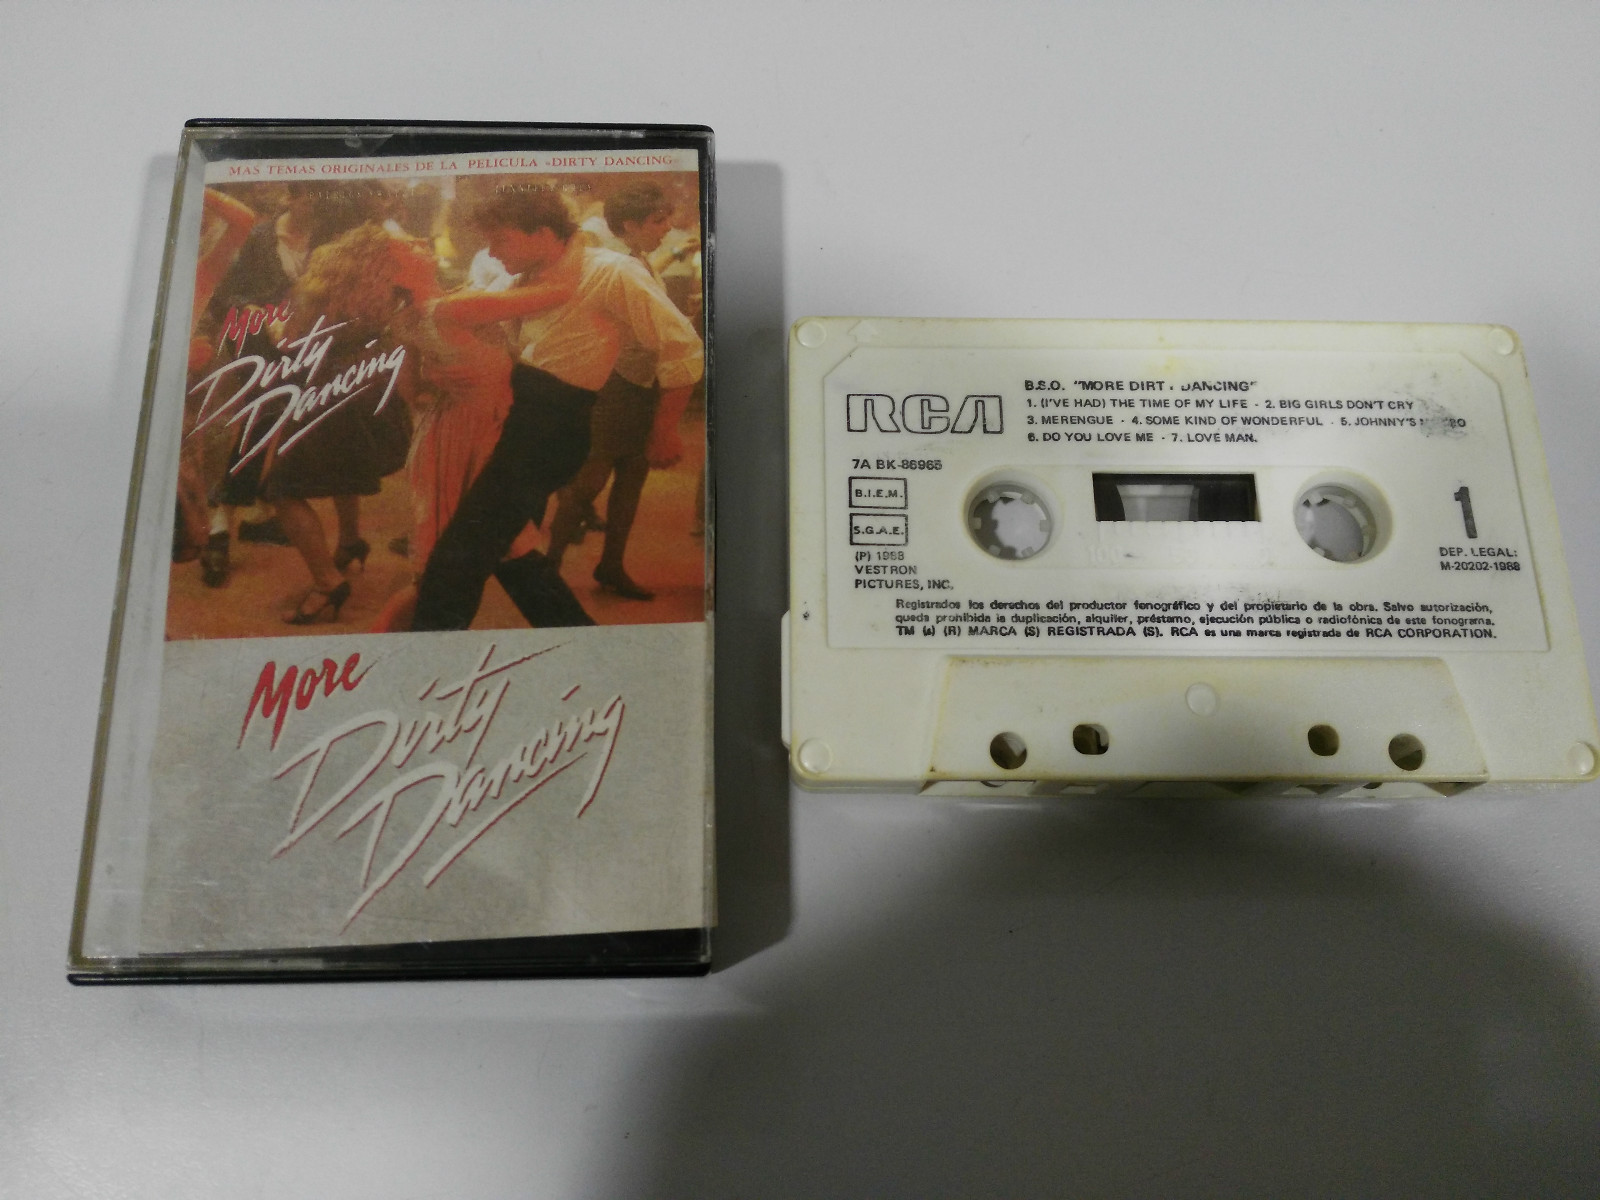 MAS TEMAS ORIGINALES DE LA PELICULA «DIRTY DANCING»
More
Dirty
Dancing
More
Dirty
Dancing
RCA
B.S.O. "MORE DIRTY DANCING"
1. (I'VE HAD) THE TIME OF MY LIFE - 2. BIG GIRLS DON'T CRY
3. MERENGUE - 4. SOME KIND OF WONDERFUL - 5. JOHNNY'S
6. DO YOU LOVE ME - 7. LOVE MAN.
7A BK-86965
B.I.E.M.
S.G.A.E.
(P) 1988
VESTRON
PICTURES, INC.
100
1
DEP. LEGAL:
M-20202-1988
Registrados los derechos del productor fonográfico y del propietario de la obra. Salvo autorización,
queda prohibida la duplicación, alquiler, préstamo, ejecución pública o radiofónica de este fonograma.
TM (s) (R) MARCA (S) REGISTRADA (S). RCA es una marca registrada de RCA CORPORATION.